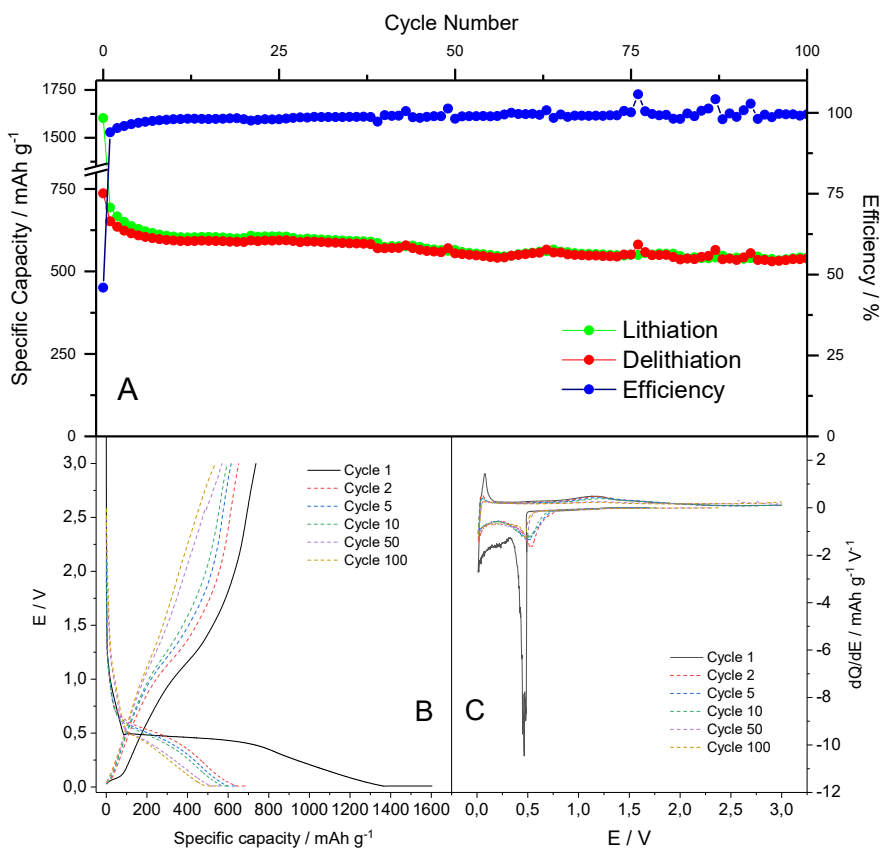 Cycle Number
0 25 50 75 100
1750
1500
750
500
250
0
Specific Capacity / mAh g⁻¹
100
75
50
25
0
Efficiency / %
Lithiation
Delithiation
Efficiency
A
3,0
2,5
2,0
1,5
1,0
0,5
0,0
E / V
Cycle 1
Cycle 2
Cycle 5
Cycle 10
Cycle 50
Cycle 100
B
0 200 400 600 800 1000 1200 1400 1600
Specific capacity / mAh g⁻¹
2
0
-2
-4
-6
-8
-10
-12
dQ/dE / mAh g⁻¹ V⁻¹
C
Cycle 1
Cycle 2
Cycle 5
Cycle 10
Cycle 50
Cycle 100
0,0 0,5 1,0 1,5 2,0 2,5 3,0
E / V